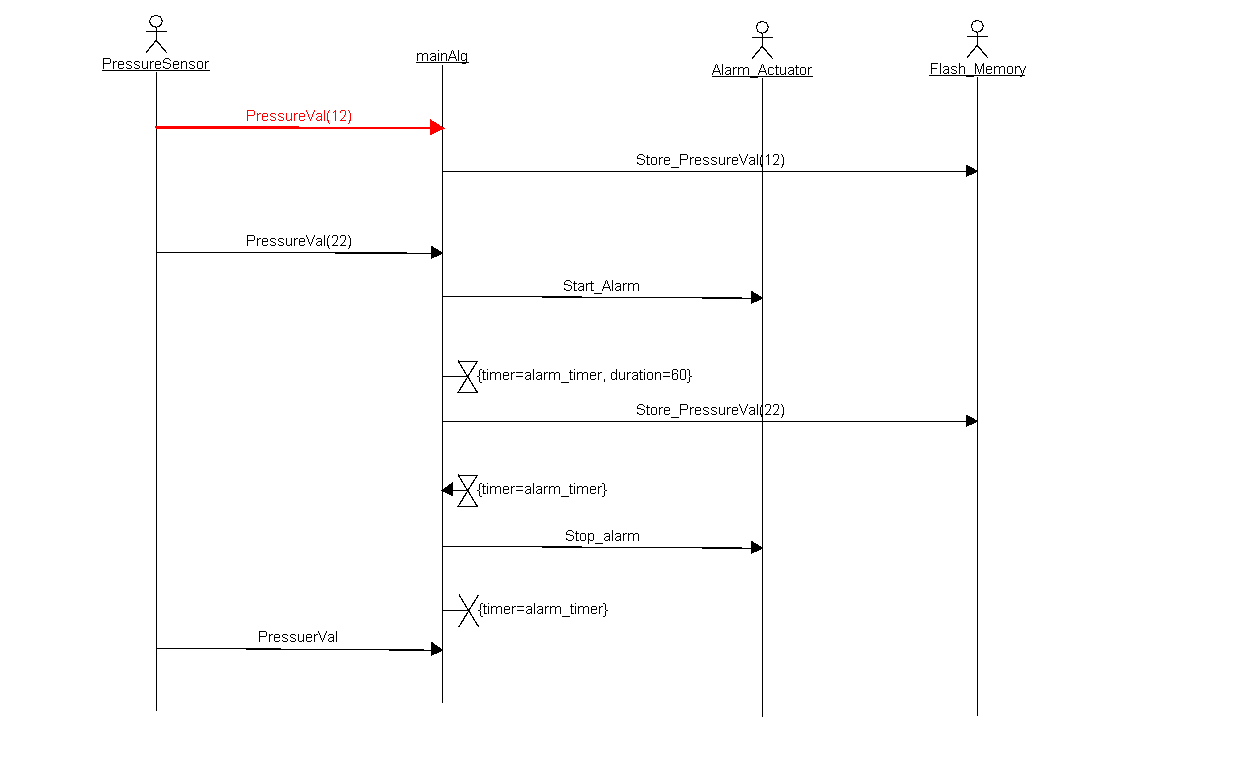 PressureSensor
mainAlg
Alarm_Actuator
Flash_Memory
PressureVal(12)
Store_PressureVal(12)
PressureVal(22)
Start_Alarm
{timer=alarm_timer, duration=60}
Store_PressureVal(22)
{timer=alarm_timer}
Stop_alarm
{timer=alarm_timer}
PressuerVal